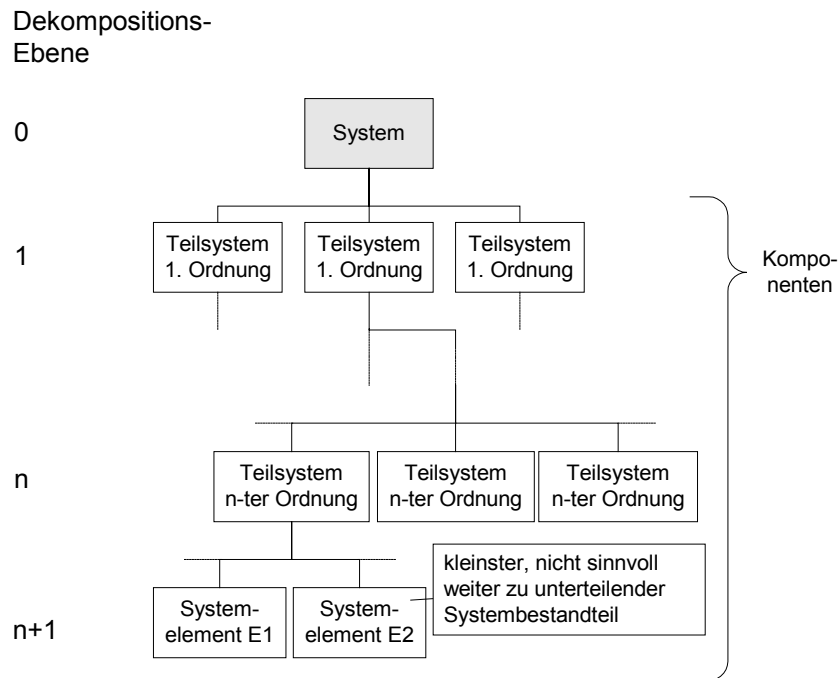 Dekompositions-
Ebene
0
System
1
Teilsystem
1. Ordnung
Teilsystem
1. Ordnung
Teilsystem
1. Ordnung
Kompo-
nenten
n
Teilsystem
n-ter Ordnung
Teilsystem
n-ter Ordnung
Teilsystem
n-ter Ordnung
kleinster, nicht sinnvoll
weiter zu unterteilender
Systembestandteil
n+1
System-
element E1
System-
element E2